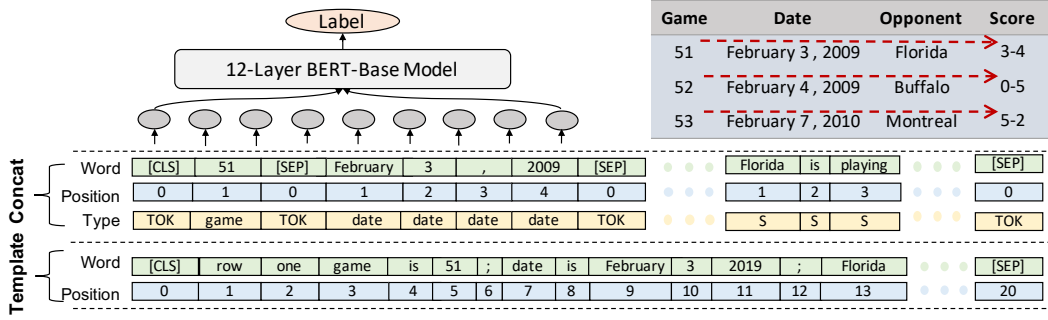 Label
12-Layer BERT-Base Model
Game Date Opponent Score
51 February 3 , 2009 Florida 3-4
52 February 4 , 2009 Buffalo 0-5
53 February 7 , 2010 Montreal 5-2
Template Concat
Word [CLS] 51 [SEP] February 3 , 2009 [SEP] Florida is playing [SEP]
Position 0 1 0 1 2 3 4 0 1 2 3 0
Type TOK game TOK date date date date TOK S S S TOK
Word [CLS] row one game is 51 ; date is February 3 2019 ; Florida [SEP]
Position 0 1 2 3 4 5 6 7 8 9 10 11 12 13 20